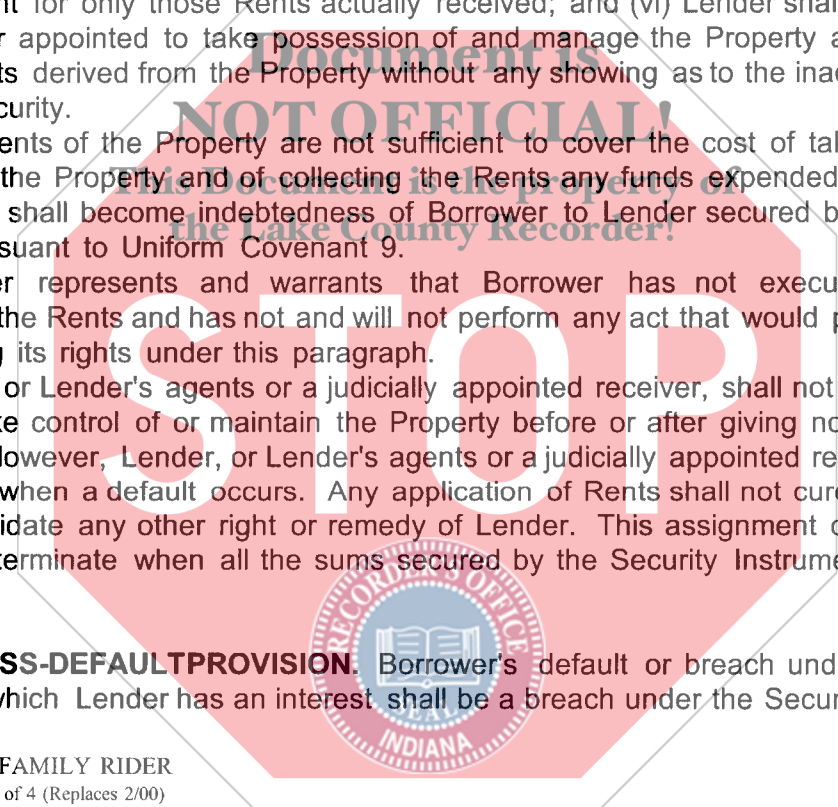 nt for only those Rents actually received; and (vi) Lender shal
r appointed to take possession of and manage the Property a
Document is
ts derived from the Property without any showing as to the inad
curity.
NOT OFFICIAL!
ents of the Property are not sufficient to cover the cost of tak
the Property and of collecting the Rents any funds expended
This Document is the property of
shall become indebtedness of Borrower to Lender secured b
the Lake County Recorder!
suant to Uniform Covenant 9.
er represents and warrants that Borrower has not execu
the Rents and has not and will not perform any act that would p
g its rights under this paragraph.
or Lender's agents or a judicially appointed receiver, shall not
STOP
ke control of or maintain the Property before or after giving no
However, Lender, or Lender's agents or a judicially appointed re
when a default occurs. Any application of Rents shall not cure
idate any other right or remedy of Lender. This assignment o
terminate when all the sums secured by the Security Instrume
RECORDER'S OFFICE
SS-DEFAULTPROVISION. Borrower's default or breach und
which Lender has an interest shall be a breach under the Secur
SEAL
INDIANA
FAMILY RIDER
of 4 (Replaces 2/00)